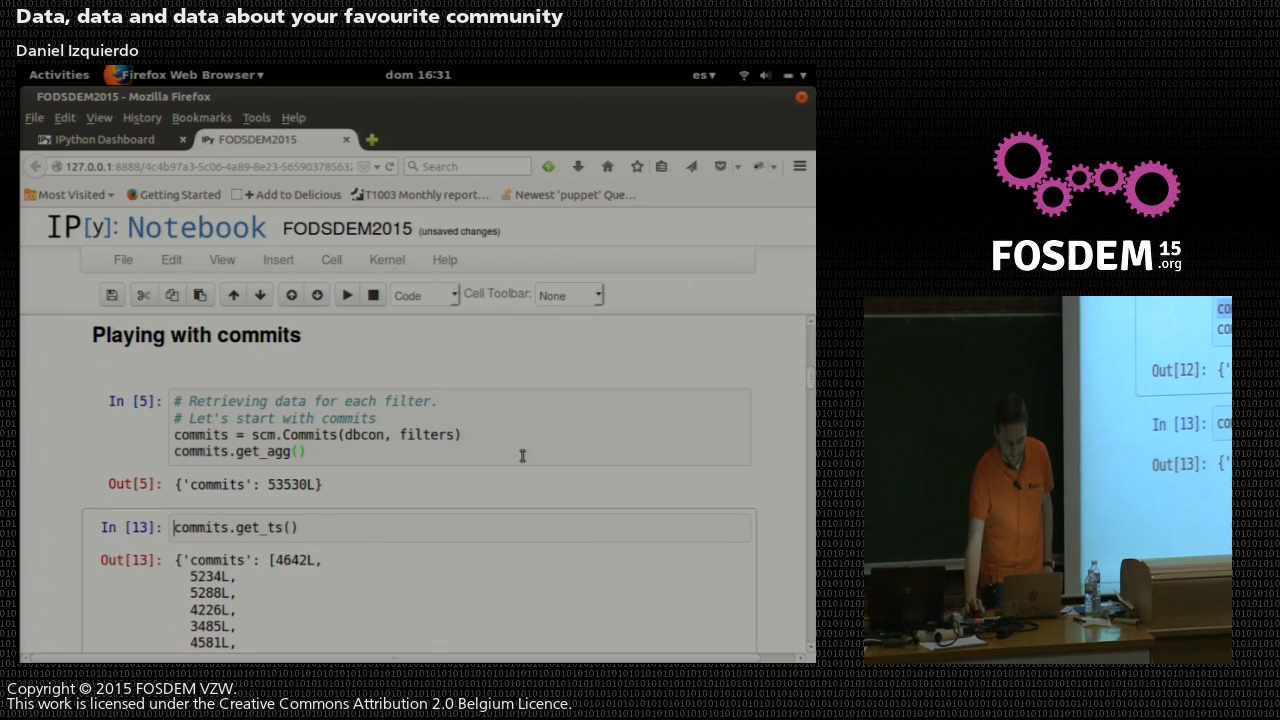 Data, data and data about your favourite community
Daniel Izquierdo
Activities Firefox Web Browser dom 16:31 es
FODSDEM2015 - Mozilla Firefox
File Edit View History Bookmarks Tools Help
IPython Dashboard FODSDEM2015
Search
Most Visited Getting Started + Add to Delicious T1003 Monthly report... Newest 'puppet' Que...
IP[y]: Notebook FODSDEM2015 (unsaved changes)
File Edit View Insert Cell Kernel Help
Code Cell Toolbar: None
Playing with commits
In [5]: # Retrieving data for each filter.
# Let's start with commits
commits = scm.Commits(dbcon, filters)
commits.get_agg()
Out[5]: {'commits': 53530L}
In [13]: commits.get_ts()
Out[13]: {'commits': [4642L,
5234L,
5288L,
4226L,
3485L,
4581L,
FOSDEM 15
.org
co
co
Out[12]: {'
In [13]: co
Out[13]: {'
Copyright © 2015 FOSDEM VZW.
This work is licensed under the Creative Commons Attribution 2.0 Belgium Licence.